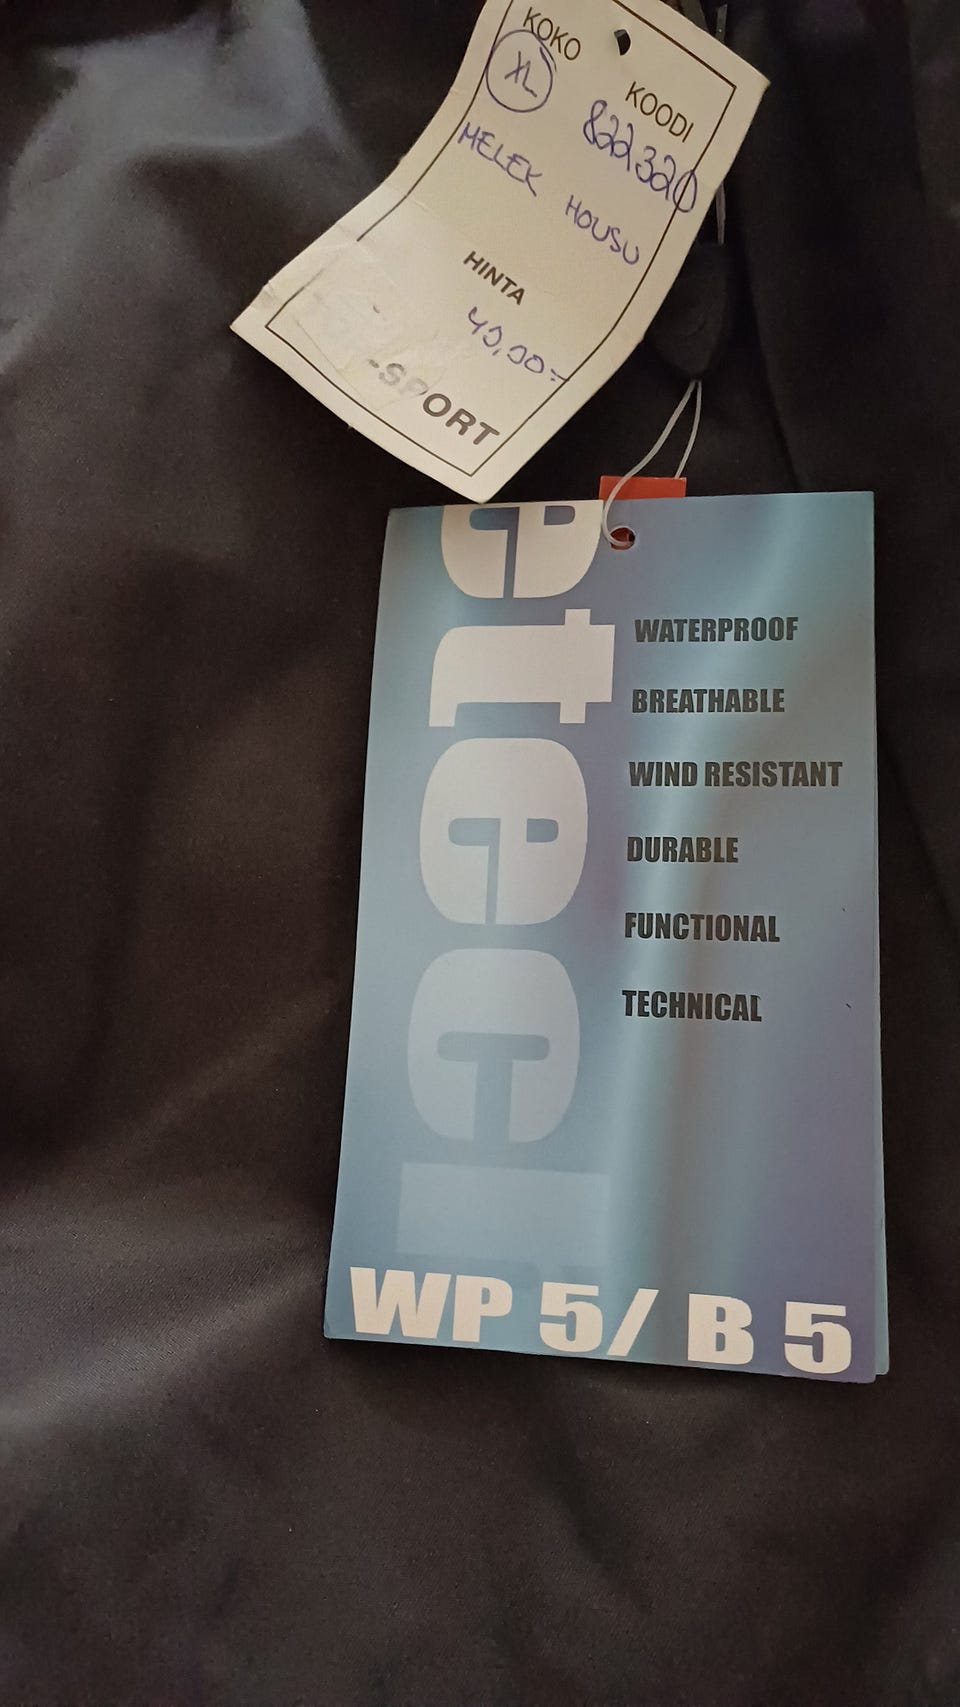 KOKO
XL
KOODI
822320
MELEK HOUSU
HINTA
40,00:-
-SPORT
etecr
WATERPROOF
BREATHABLE
WIND RESISTANT
DURABLE
FUNCTIONAL
TECHNICAL
WP 5/ B 5